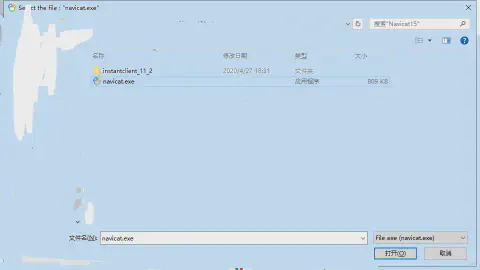 Select the file : "navicat.exe"
搜索"Navicat15"
名称 修改日期 类型 大小
instantclient_11_2 2020/4/27 18:31 文件夹
navicat.exe 应用程序 909 KB
文件名(N): navicat.exe File exe (navicat.exe)
打开(O) 取消